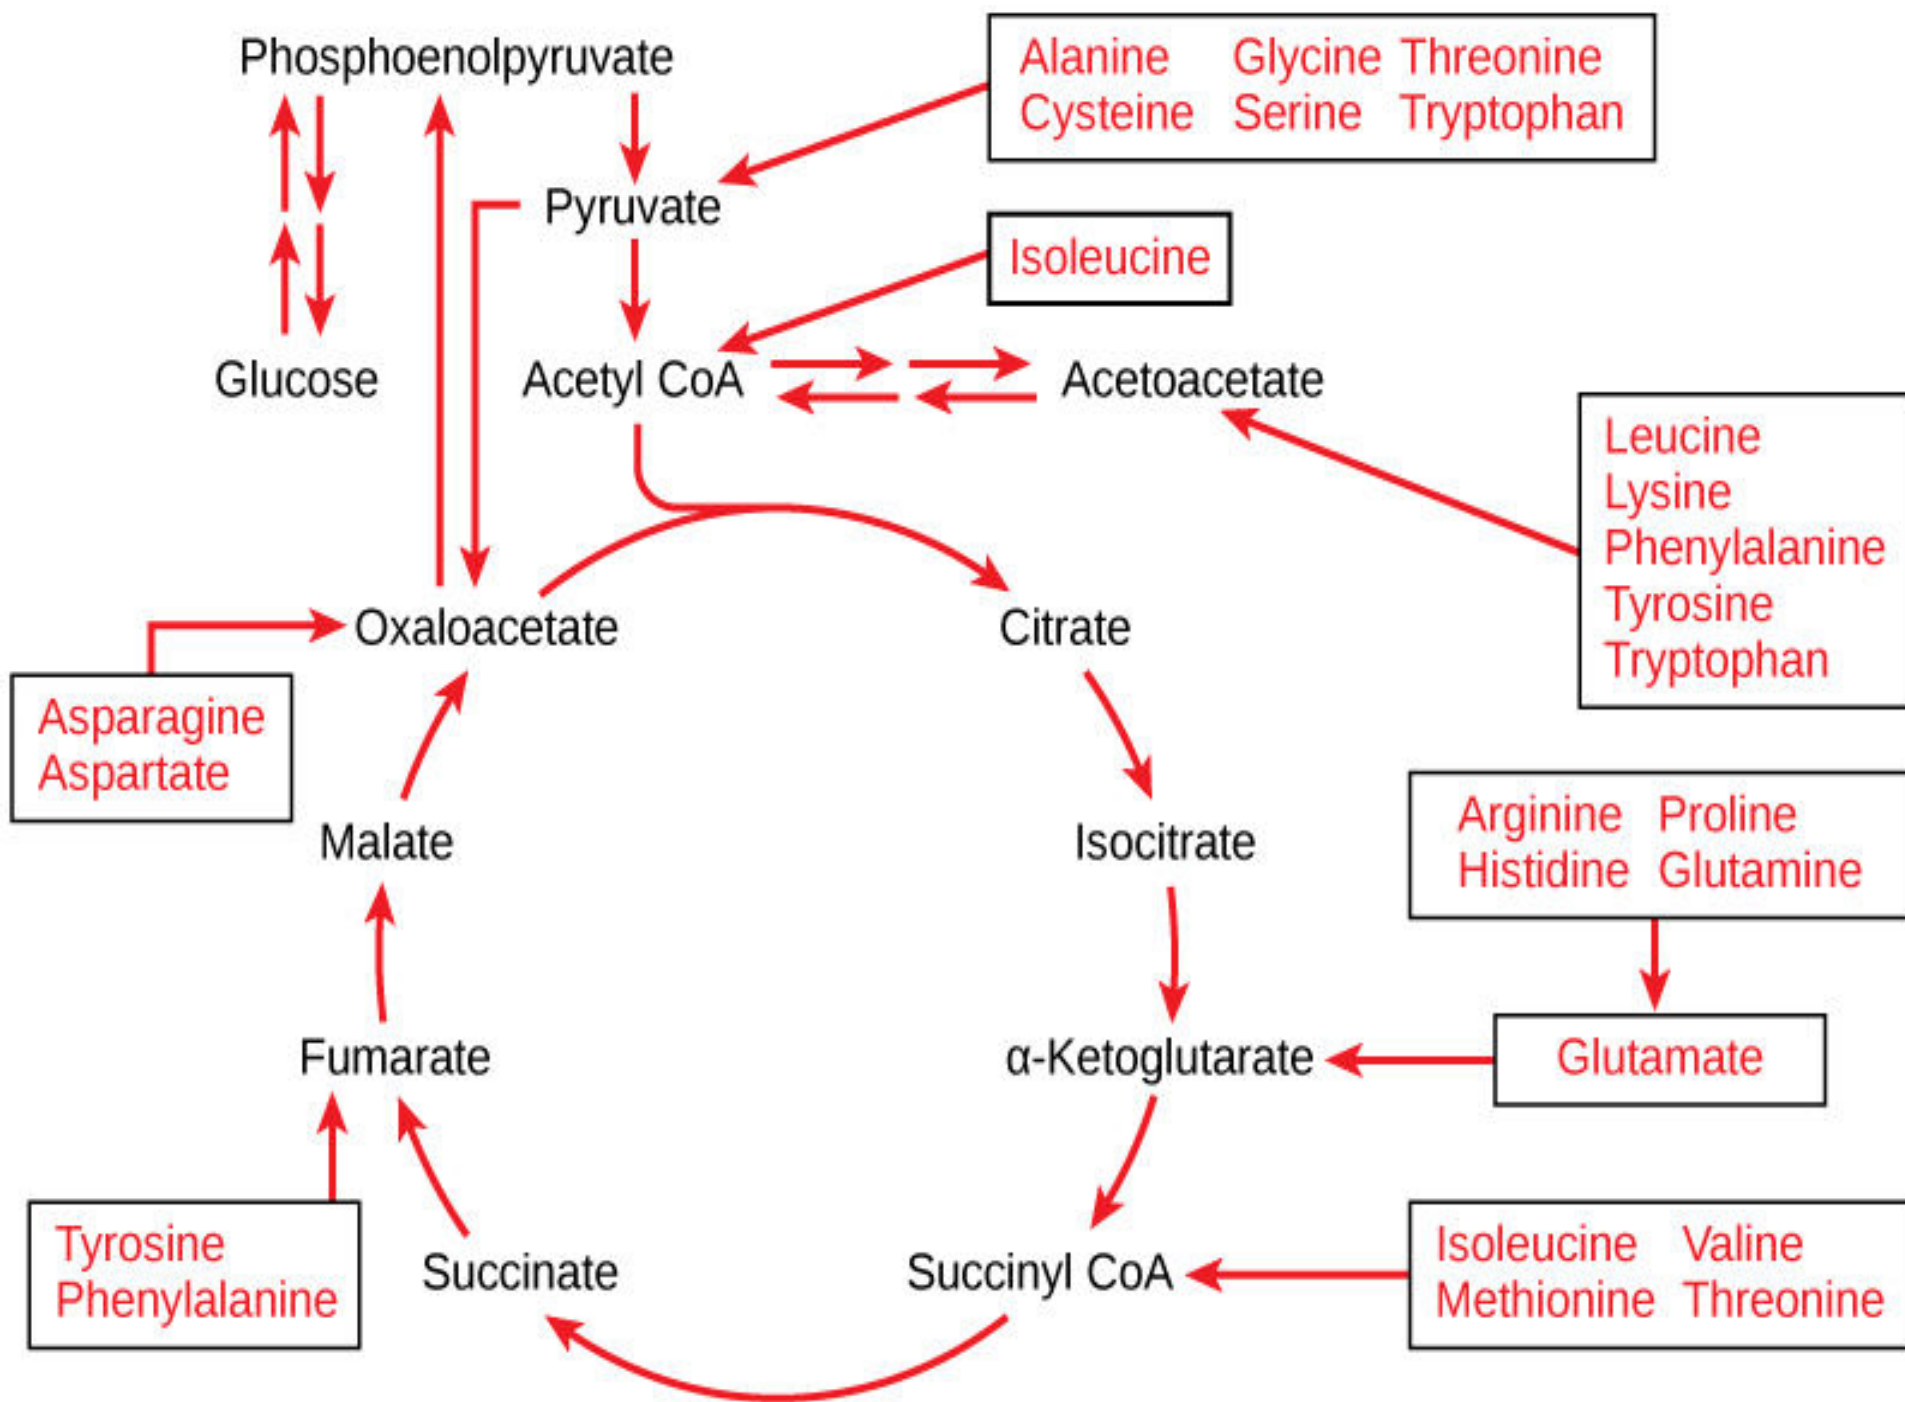 Phosphoenolpyruvate
Alanine Glycine Threonine
Cysteine Serine Tryptophan
Pyruvate
Isoleucine
Glucose
Acetyl CoA
Acetoacetate
Leucine
Lysine
Phenylalanine
Tyrosine
Tryptophan
Oxaloacetate
Citrate
Asparagine
Aspartate
Malate
Isocitrate
Arginine Proline
Histidine Glutamine
Fumarate
α-Ketoglutarate
Glutamate
Tyrosine
Phenylalanine
Succinate
Succinyl CoA
Isoleucine Valine
Methionine Threonine